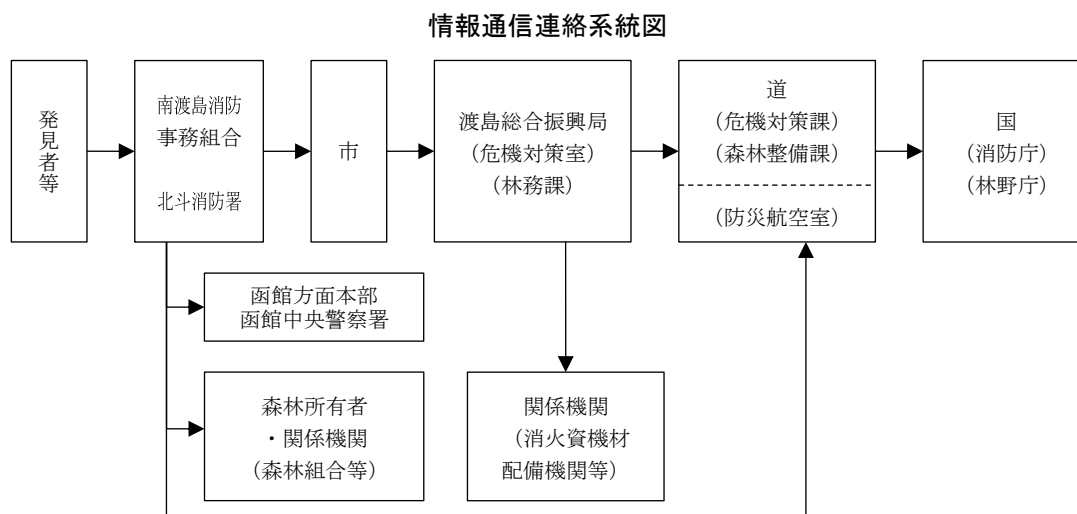 情報通信連絡系統図
発見者等
南渡島消防
事務組合
北斗消防署
市
渡島総合振興局
（危機対策室）
（林務課）
道
（危機対策課）
（森林整備課）
（防災航空室）
国
（消防庁）
（林野庁）
函館方面本部
函館中央警察署
森林所有者
・関係機関
（森林組合等）
関係機関
（消火資機材
配備機関等）